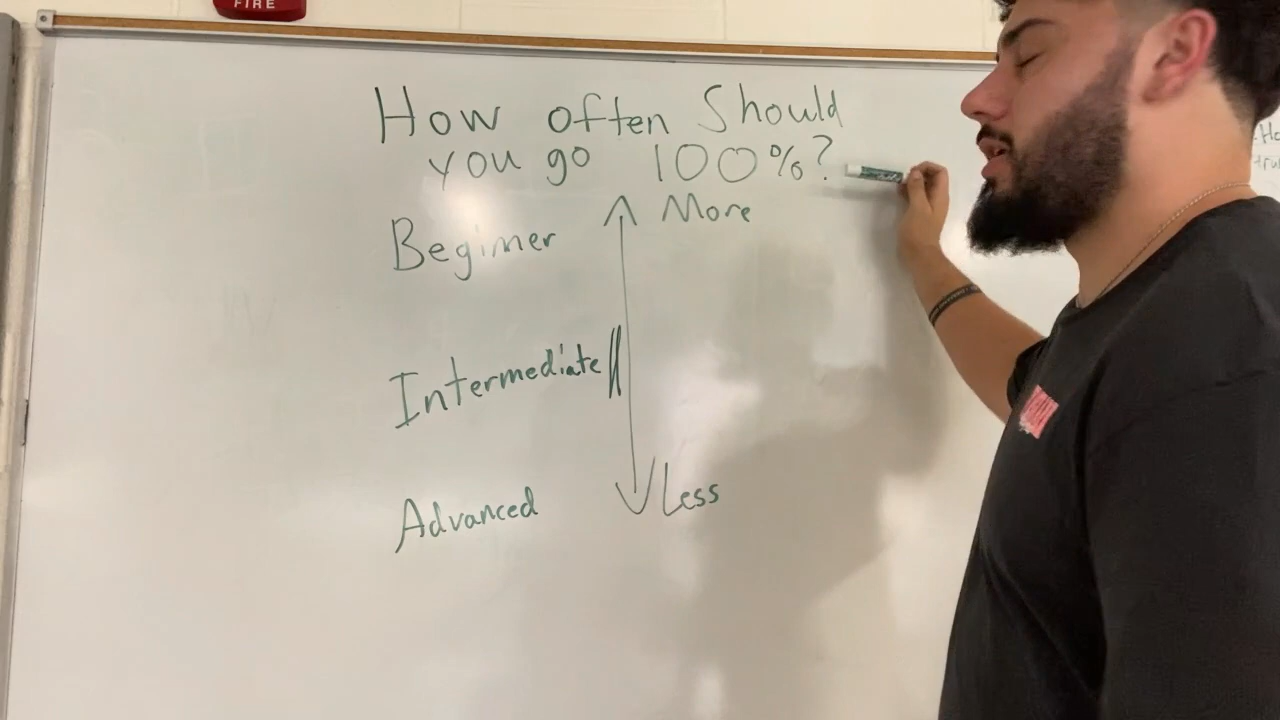 FIRE
How often Should
you go 100%?
More
Beginner
Intermediate
Advanced
Less